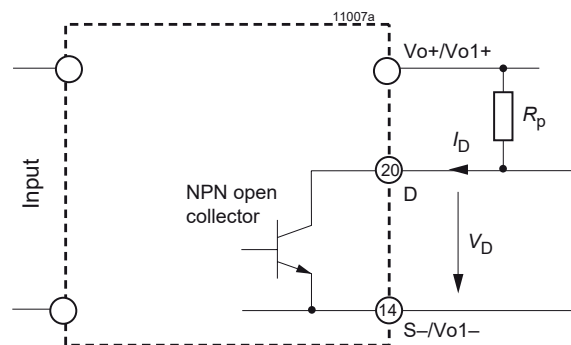 11007a
Vo+/Vo1+
Rp
ID
20
D
Input
NPN open
collector
VD
14
S–/Vo1–